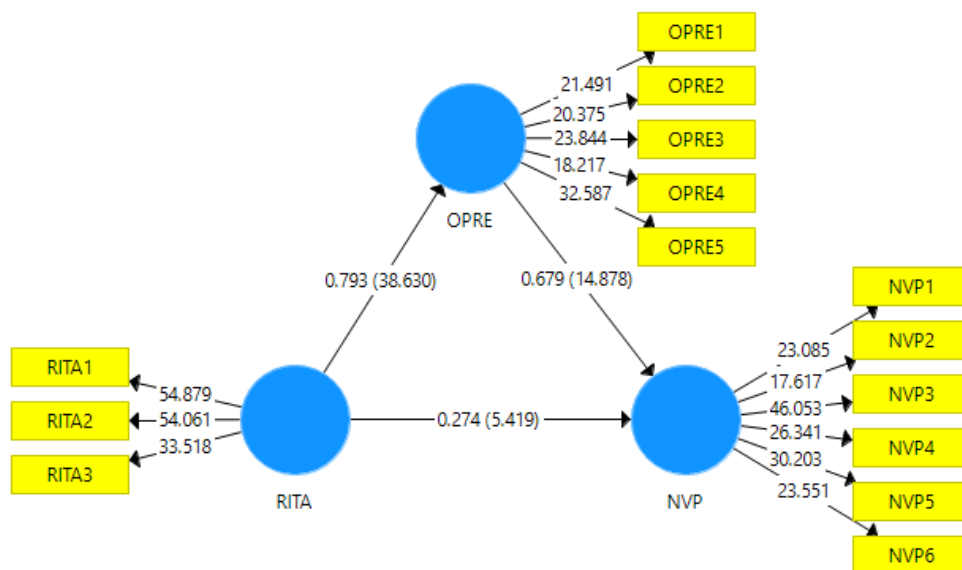 OPRE1
OPRE2
OPRE3
OPRE4
OPRE5
21.491
20.375
23.844
18.217
32.587
OPRE
0.793 (38.630)
0.679 (14.878)
RITA1
RITA2
RITA3
54.879
54.061
33.518
RITA
0.274 (5.419)
NVP
23.085
17.617
46.053
26.341
30.203
23.551
NVP1
NVP2
NVP3
NVP4
NVP5
NVP6